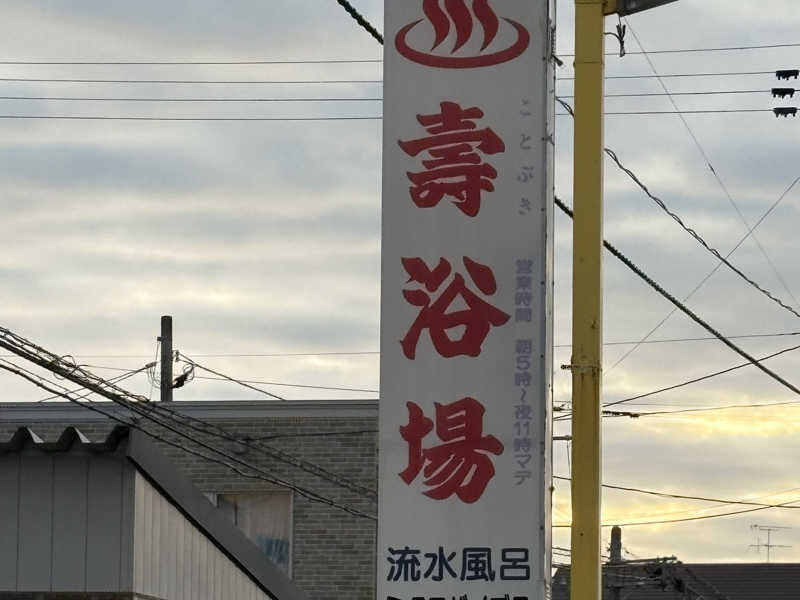 壽浴場
ことぶき
営業時間 朝5時～夜11時マデ
流水風呂